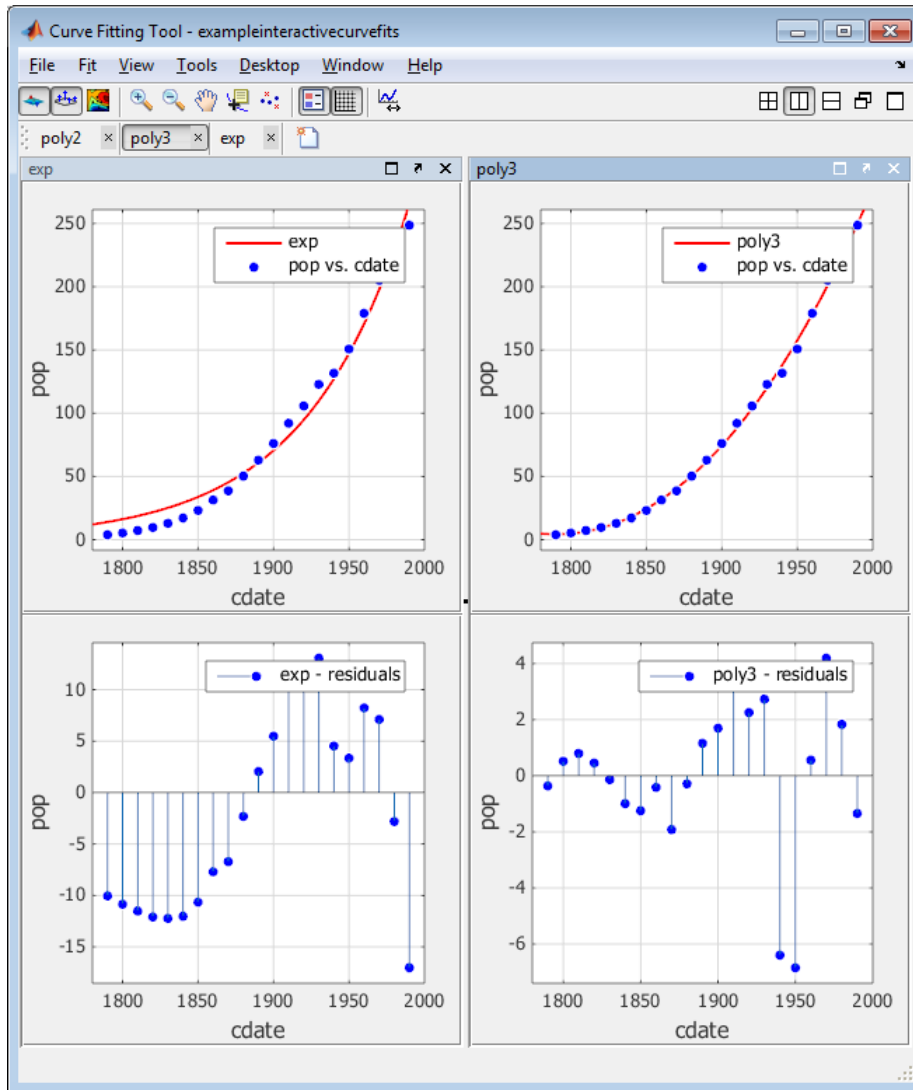 Curve Fitting Tool - exampleinteractivecurvefits
File Fit View Tools Desktop Window Help
poly2 poly3 exp
exp
250
200
150
100
50
0
pop
exp
pop vs. cdate
1800 1850 1900 1950 2000
cdate
poly3
250
200
150
100
50
0
pop
poly3
pop vs. cdate
1800 1850 1900 1950 2000
cdate
10
5
0
-5
-10
-15
pop
exp - residuals
1800 1850 1900 1950 2000
cdate
4
2
0
-2
-4
-6
pop
poly3 - residuals
1800 1850 1900 1950 2000
cdate